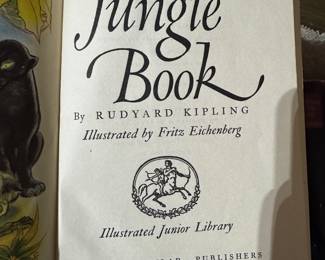 Jungle
Book
By RUDYARD KIPLING
Illustrated by Fritz Eichenberg
Illustrated Junior Library
PUBLISHERS